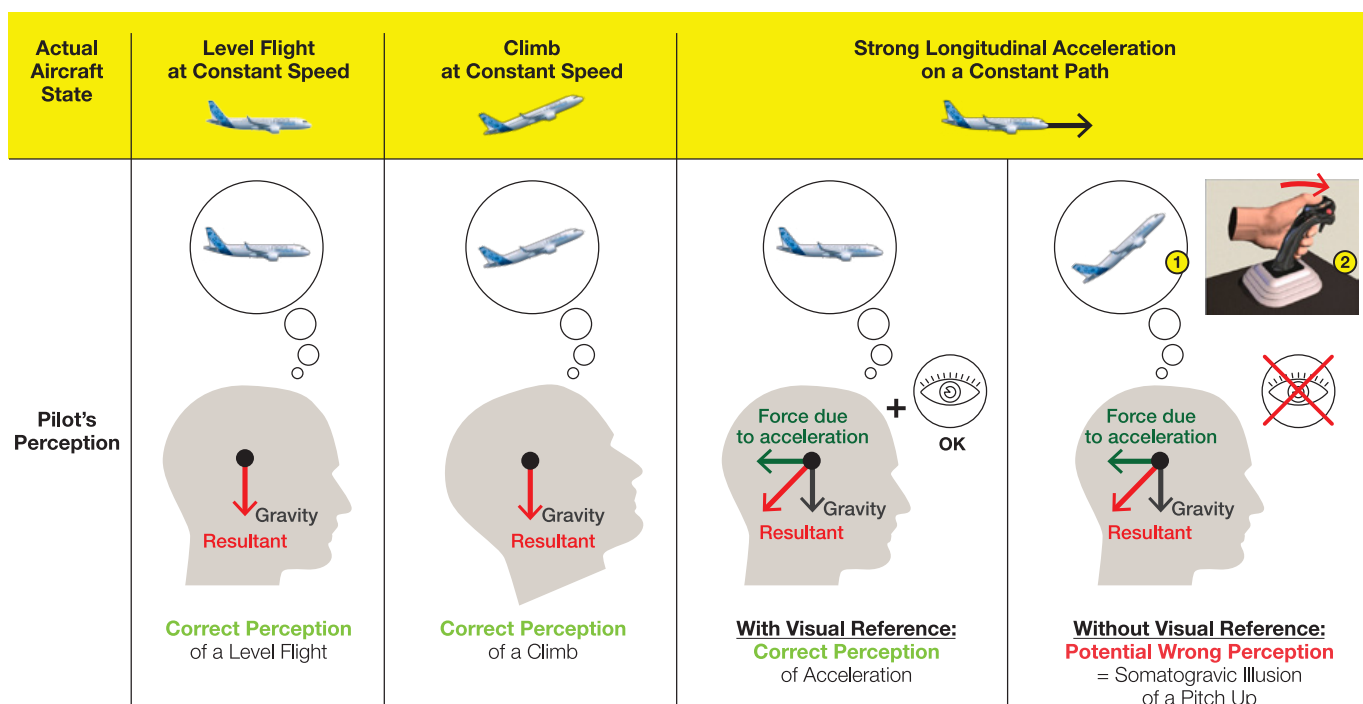 Actual
Aircraft
State
Level Flight
at Constant Speed
Climb
at Constant Speed
Strong Longitudinal Acceleration
on a Constant Path
Pilot's
Perception
Gravity
Resultant
Correct Perception
of a Level Flight
Gravity
Resultant
Correct Perception
of a Climb
+
OK
Force due
to acceleration
Gravity
Resultant
With Visual Reference:
Correct Perception
of Acceleration
1
2
Force due
to acceleration
Gravity
Resultant
Without Visual Reference:
Potential Wrong Perception
= Somatogravic Illusion
of a Pitch Up